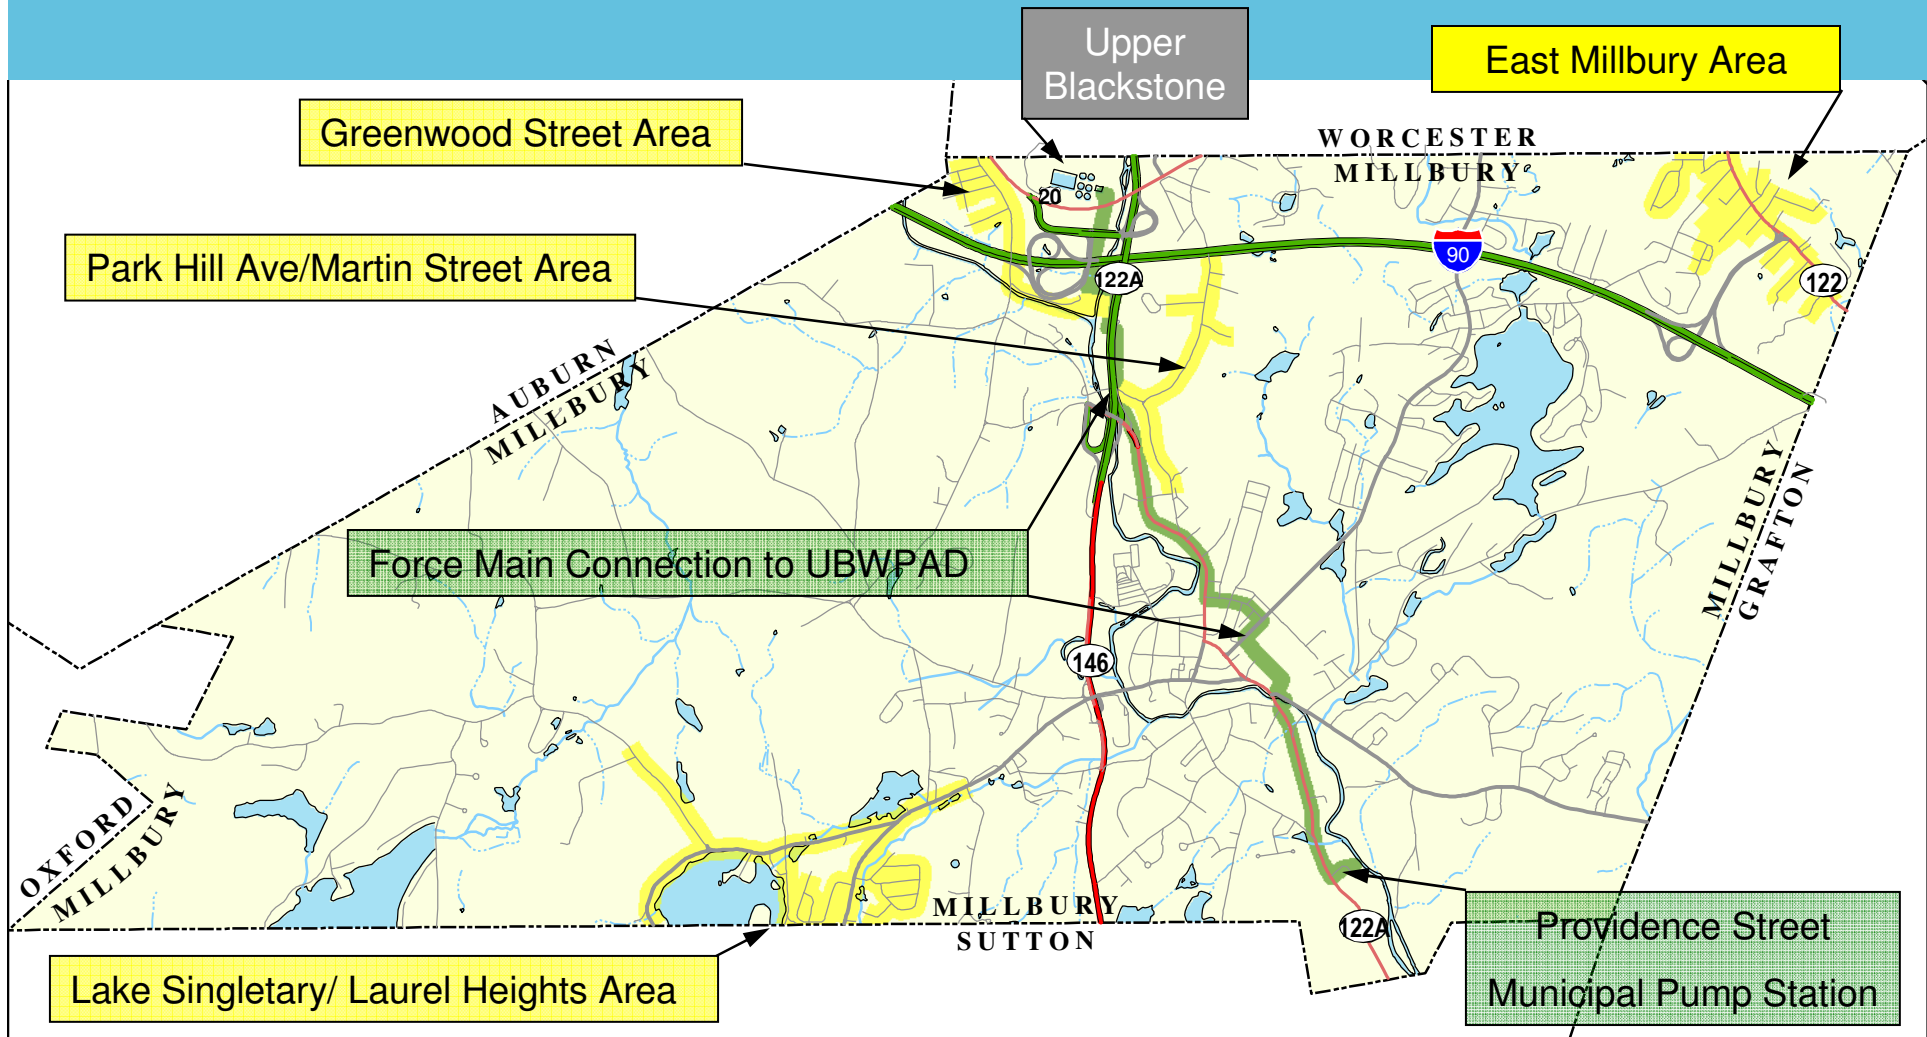 Upper
Blackstone
East Millbury Area
Greenwood Street Area
WORCESTER
MILLBURY
20
Park Hill Ave/Martin Street Area
90
122A
122
AUBURN
MILLBURY
MILLBURY
GRAFTON
Force Main Connection to UBWPAD
146
OXFORD
MILLBURY
MILLBURY
SUTTON
122A
Providence Street
Municipal Pump Station
Lake Singletary/ Laurel Heights Area